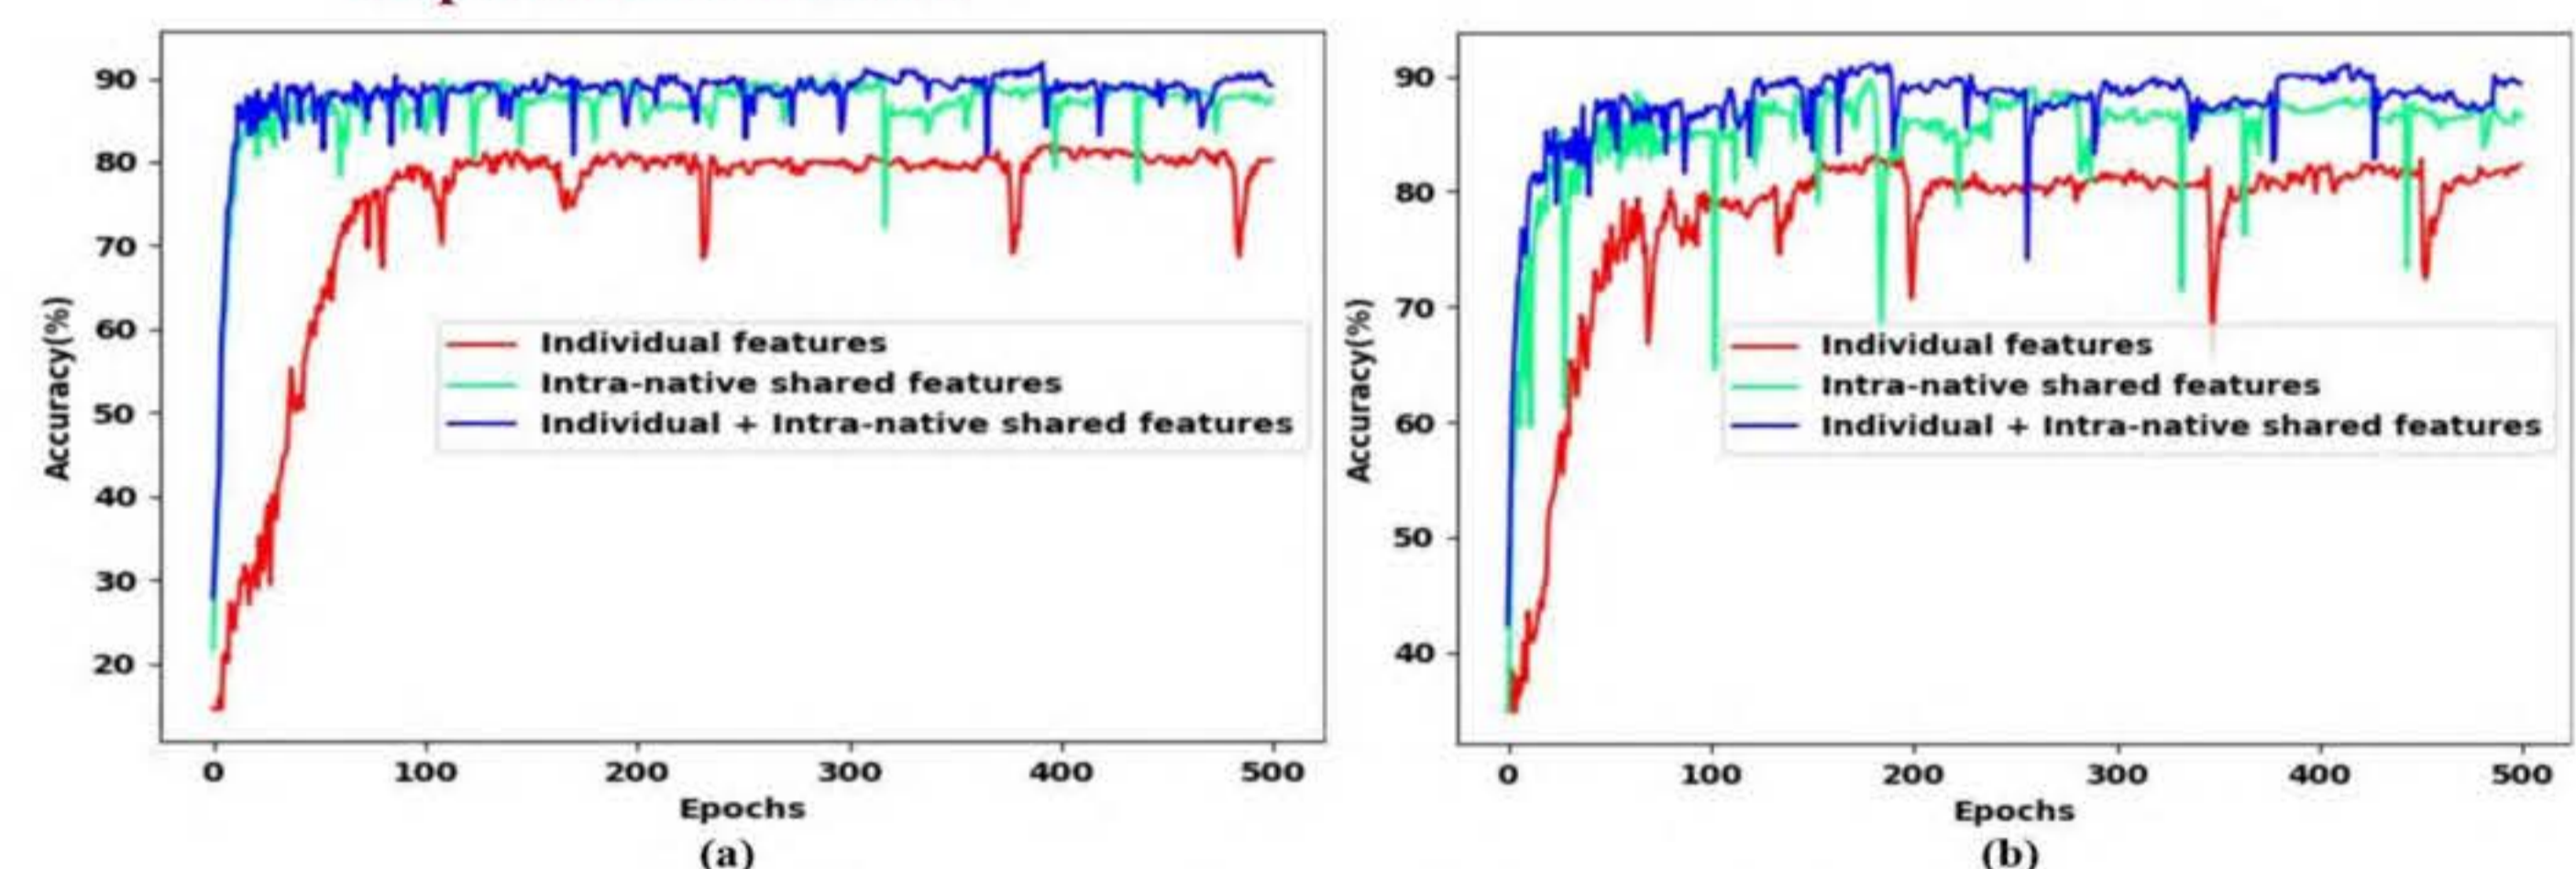 90
80
70
60
50
40
30
20
Accuracy(%)
Individual features
Intra-native shared features
Individual + Intra-native shared features
0 100 200 300 400 500
Epochs
(a)
90
80
70
60
50
40
Accuracy(%)
Individual features
Intra-native shared features
Individual + Intra-native shared features
0 100 200 300 400 500
Epochs
(b)